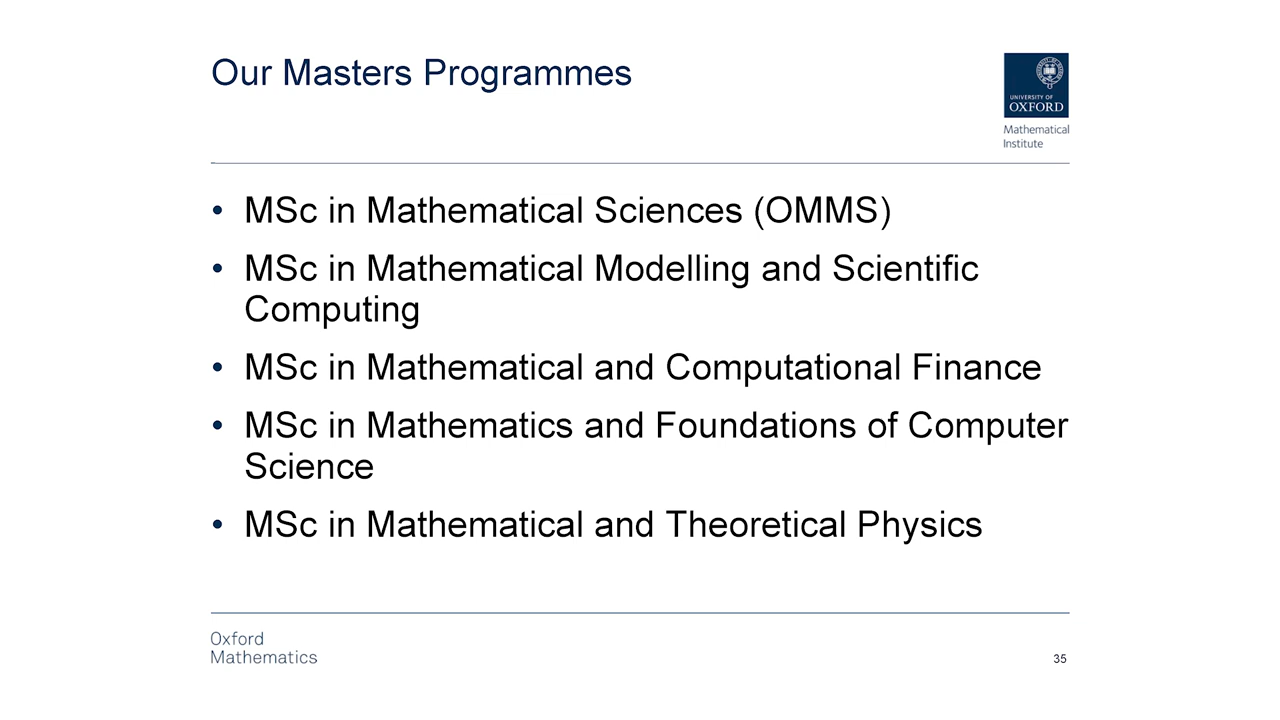 Our Masters Programmes
UNIVERSITY OF
OXFORD
Mathematical
Institute
• MSc in Mathematical Sciences (OMMS)
• MSc in Mathematical Modelling and Scientific
Computing
• MSc in Mathematical and Computational Finance
• MSc in Mathematics and Foundations of Computer
Science
• MSc in Mathematical and Theoretical Physics
Oxford
Mathematics
35